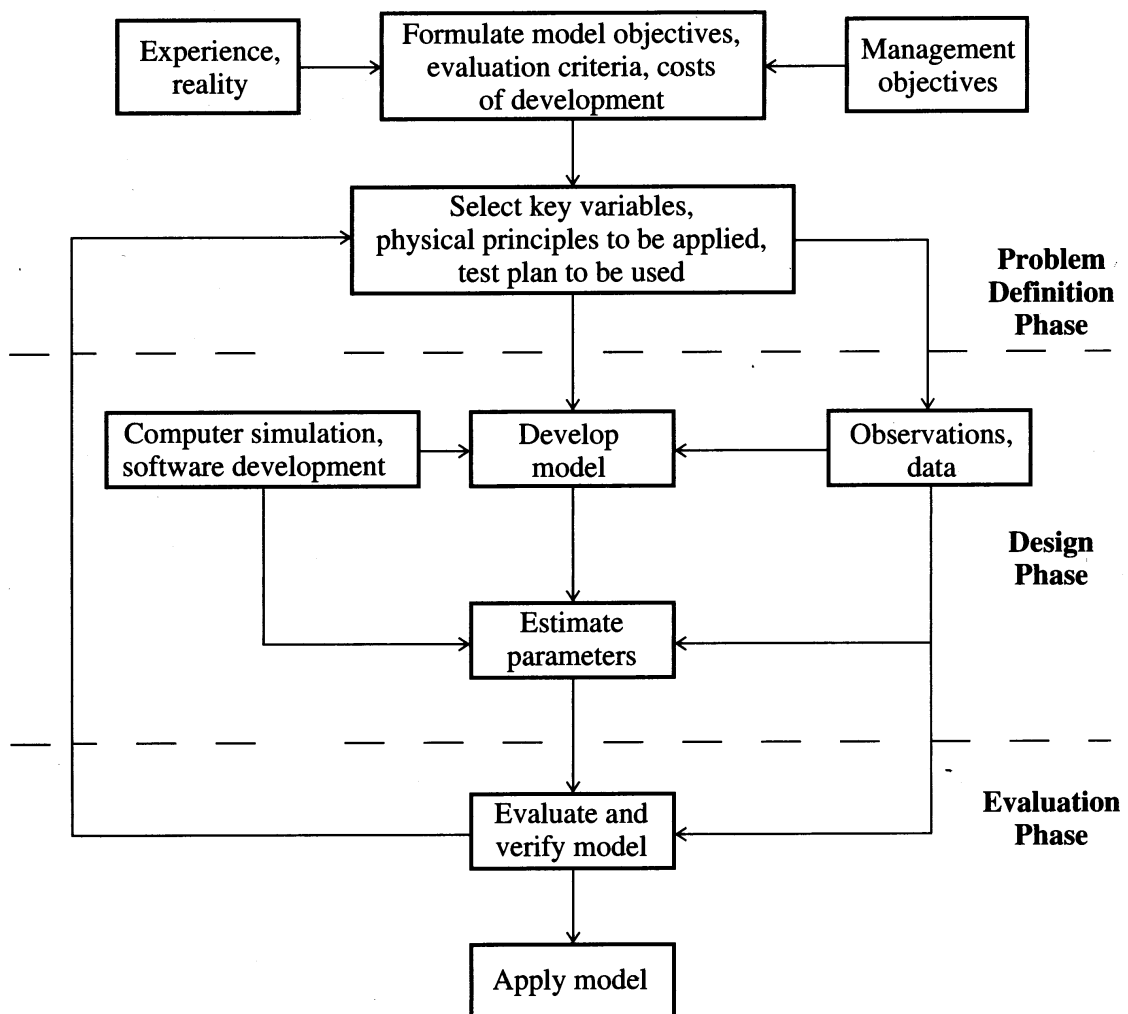 Experience,
reality
Formulate model objectives,
evaluation criteria, costs
of development
Management
objectives
Select key variables,
physical principles to be applied,
test plan to be used
Problem
Definition
Phase
Computer simulation,
software development
Develop
model
Observations,
data
Design
Phase
Estimate
parameters
Evaluate and
verify model
Evaluation
Phase
Apply model